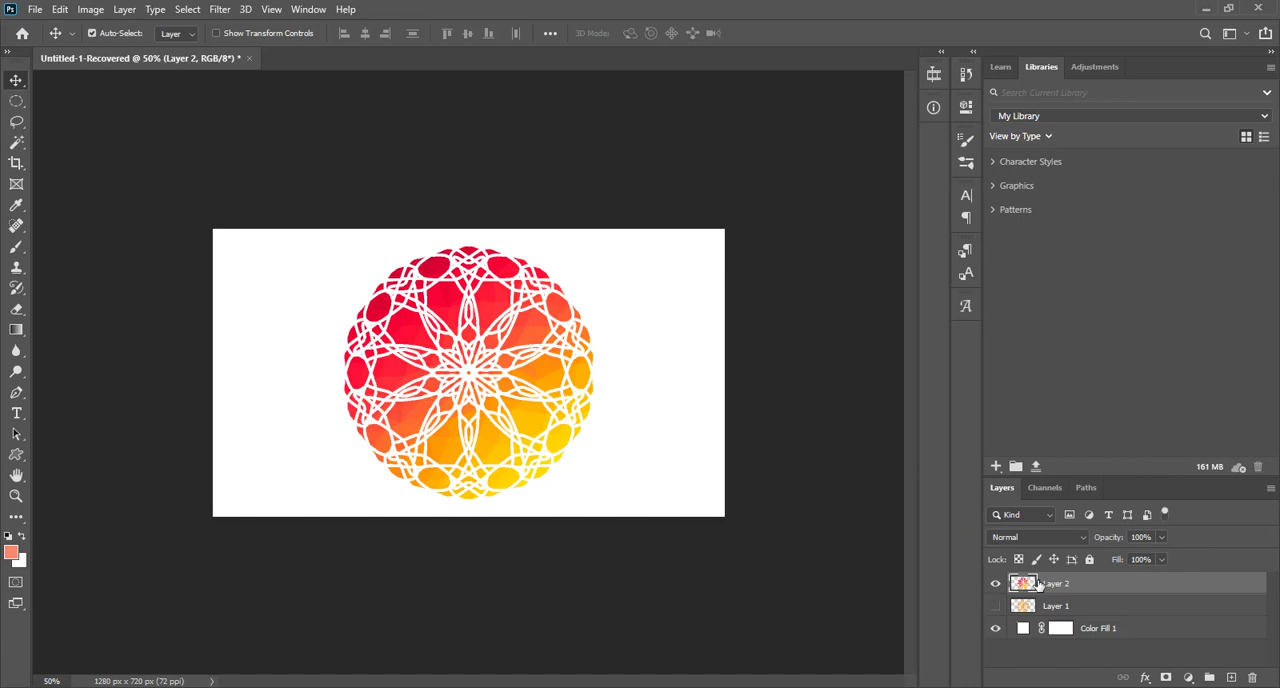 Ps File Edit Image Layer Type Select Filter 3D View Window Help
Auto-Select: Layer Show Transform Controls 3D Mode:
Untitled-1-Recovered @ 50% (Layer 2, RGB/8*) * ×
Learn Libraries Adjustments
Search Current Library
My Library
View by Type
Character Styles
Graphics
Patterns
161 MB
Layers Channels Paths
Kind
Normal Opacity: 100%
Lock: Fill: 100%
Layer 2
Layer 1
Color Fill 1
50% 1280 px x 720 px (72 ppi)